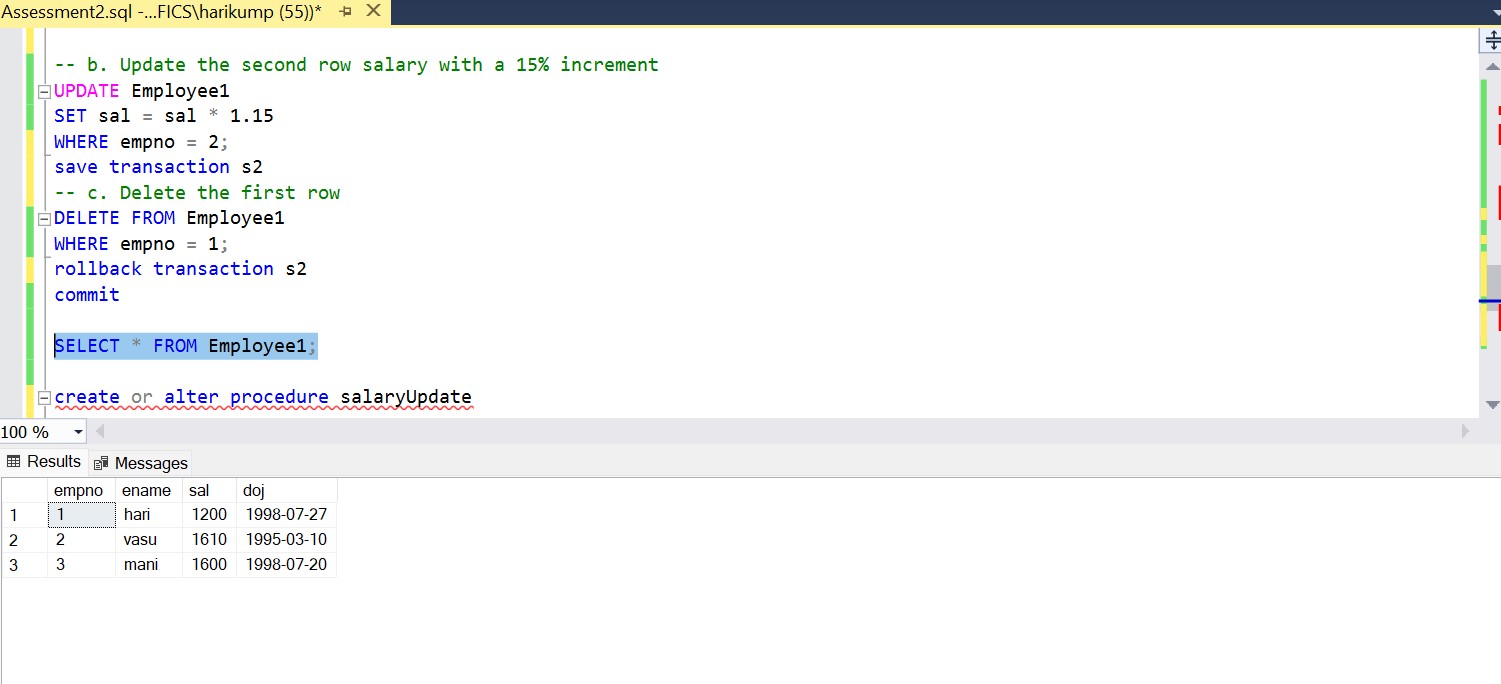 Assessment2.sql -...FICS\harikump (55))*
-- b. Update the second row salary with a 15% increment
UPDATE Employee1
SET sal = sal * 1.15
WHERE empno = 2;
save transaction s2
-- c. Delete the first row
DELETE FROM Employee1
WHERE empno = 1;
rollback transaction s2
commit
SELECT * FROM Employee1;
create or alter procedure salaryUpdate
100 %
Results Messages
empno ename sal doj
1 1 hari 1200 1998-07-27
2 2 vasu 1610 1995-03-10
3 3 mani 1600 1998-07-20